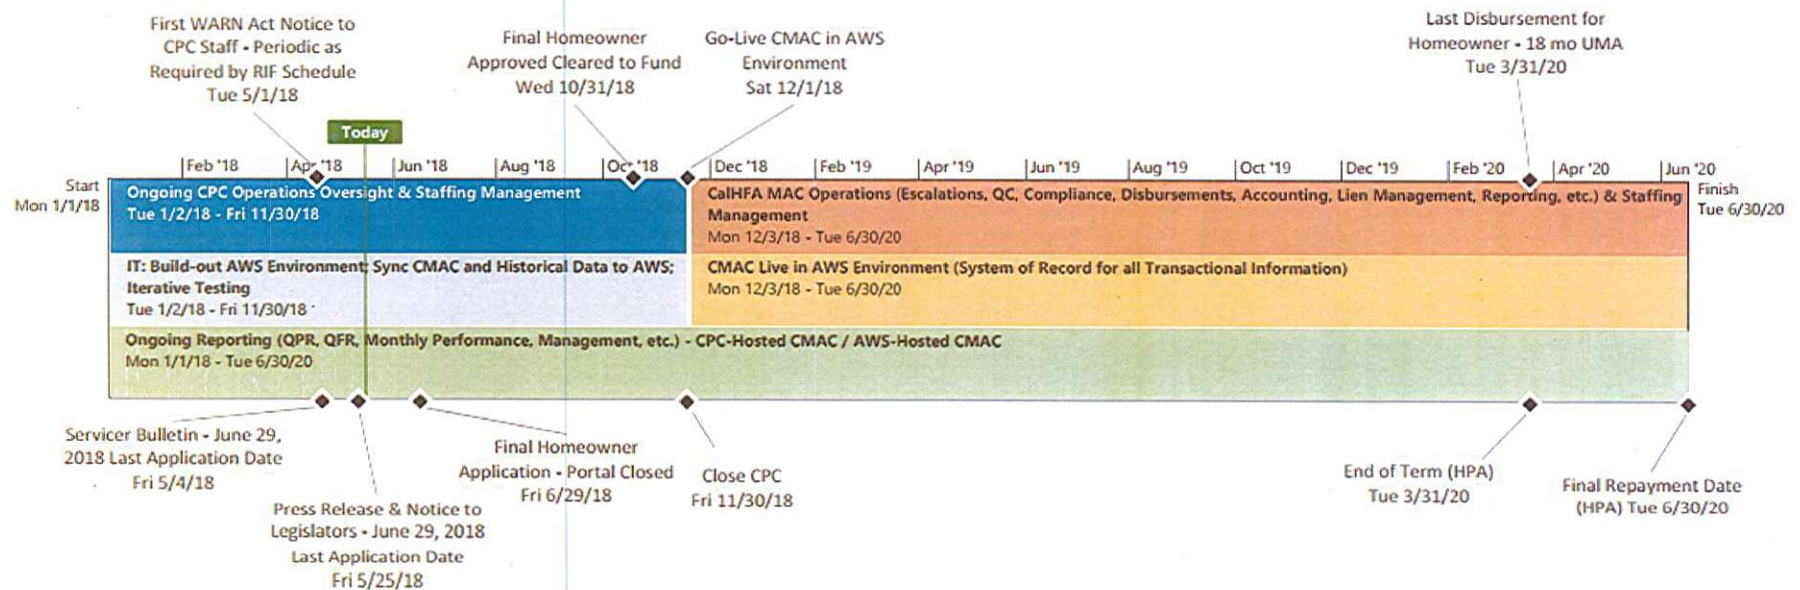 First WARN Act Notice to
CPC Staff - Periodic as
Required by RIF Schedule
Tue 5/1/18
Final Homeowner
Approved Cleared to Fund
Wed 10/31/18
Go-Live CMAC in AWS
Environment
Sat 12/1/18
Last Disbursement for
Homeowner - 18 mo UMA
Tue 3/31/20
Today
Feb '18
Apr '18
Jun '18
Aug '18
Oct '18
Dec '18
Feb '19
Apr '19
Jun '19
Aug '19
Oct '19
Dec '19
Feb '20
Apr '20
Jun '20
Start
Mon 1/1/18
Finish
Tue 6/30/20
Ongoing CPC Operations Oversight & Staffing Management
Tue 1/2/18 - Fri 11/30/18
CalHFA MAC Operations (Escalations, QC, Compliance, Disbursements, Accounting, Lien Management, Reporting, etc.) & Staffing
Management
Mon 12/3/18 - Tue 6/30/20
IT: Build-out AWS Environment; Sync CMAC and Historical Data to AWS;
Iterative Testing
Tue 1/2/18 - Fri 11/30/18
CMAC Live in AWS Environment (System of Record for all Transactional Information)
Mon 12/3/18 - Tue 6/30/20
Ongoing Reporting (QPR, QFR, Monthly Performance, Management, etc.) - CPC-Hosted CMAC / AWS-Hosted CMAC
Mon 1/1/18 - Tue 6/30/20
Servicer Bulletin - June 29,
2018 Last Application Date
Fri 5/4/18
Press Release & Notice to
Legislators - June 29, 2018
Last Application Date
Fri 5/25/18
Final Homeowner
Application - Portal Closed
Fri 6/29/18
Close CPC
Fri 11/30/18
End of Term (HPA)
Tue 3/31/20
Final Repayment Date
(HPA) Tue 6/30/20